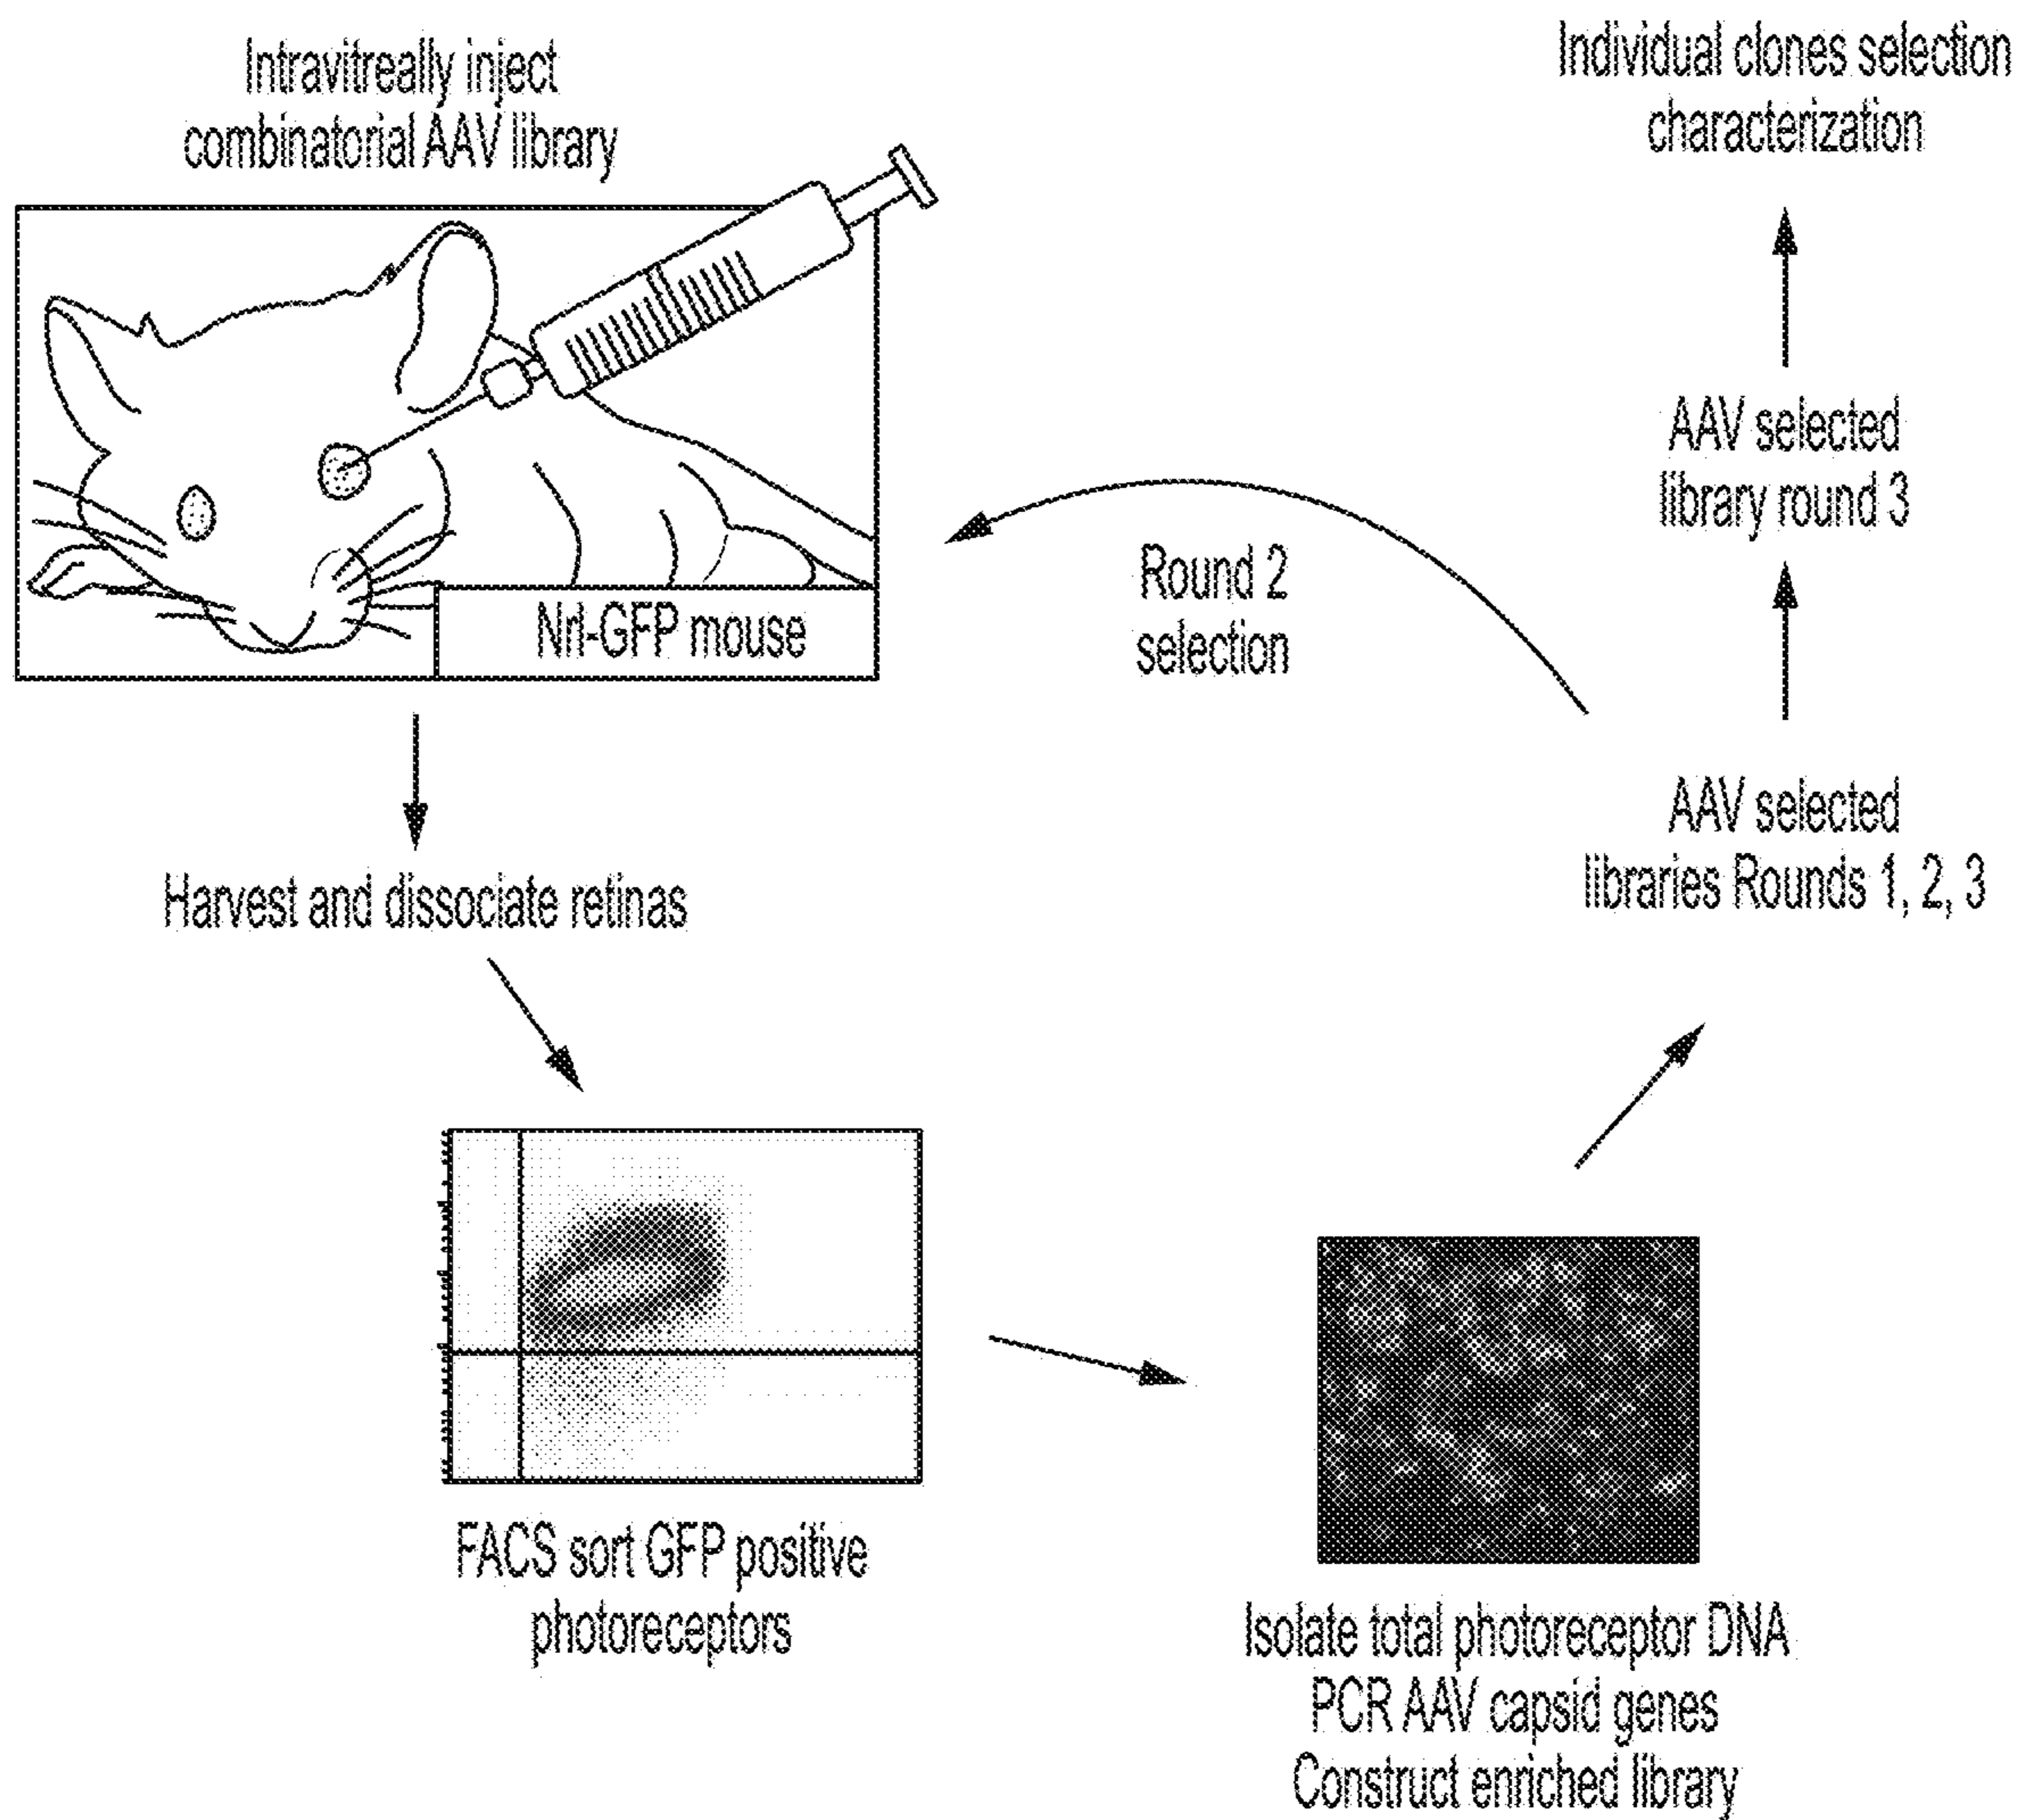 Intravitreally inject
combinatorial AAV library
Nrl-GFP mouse
Harvest and dissociate retinas
FACS sort GFP positive
photoreceptors
Isolate total photoreceptor DNA
PCR AAV capsid genes
Construct enriched library
AAV selected
libraries Rounds 1, 2, 3
Round 2
selection
AAV selected
library round 3
Individual clones selection
characterization